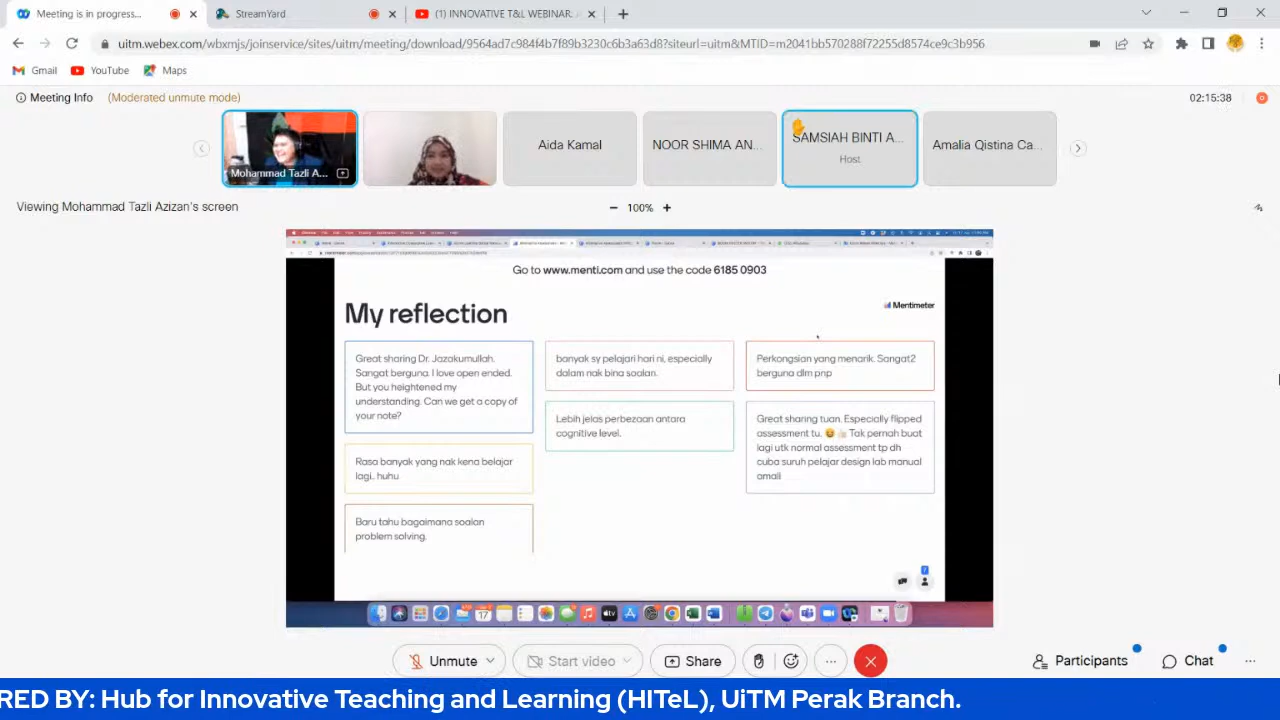 Meeting is in progress...
StreamYard
(1) INNOVATIVE T&L WEBINAR:
uitm.webex.com/wbxmjs/joinservice/sites/uitm/meeting/download/9564ad7c984f4b7f89b3230c6b3a63d8?siteurl=uitm&MTID=m2041bb570288f72255d8574ce9c3b956
Gmail
YouTube
Maps
Meeting Info
(Moderated unmute mode)
02:15:38
Mohammad Tazli A...
Aida Kamal
NOOR SHIMA AN...
SAMSIAH BINTI A...
Host
Amalia Qistina Ca...
Viewing Mohammad Tazli Azizan's screen
100%
Go to www.menti.com and use the code 6185 0903
My reflection
Mentimeter
Great sharing Dr. Jazakumullah.
Sangat berguna. I love open ended.
But you heightened my
understanding. Can we get a copy of
your note?
Rasa banyak yang nak kena belajar
lagi.. huhu
Baru tahu bagaimana soalan
problem solving.
banyak sy pelajari hari ni, especially
dalam nak bina soalan.
Lebih jelas perbezaan antara
cognitive level.
Perkongsian yang menarik. Sangat2
berguna dlm pnp
Great sharing tuan. Especially flipped
assessment tu. 😆👍🏻 Tak pernah buat
lagi utk normal assessment tp dh
cuba suruh pelajar design lab manual
amali
7
17
Unmute
Start video
Share
Participants
Chat
RED BY: Hub for Innovative Teaching and Learning (HITeL), UiTM Perak Branch.